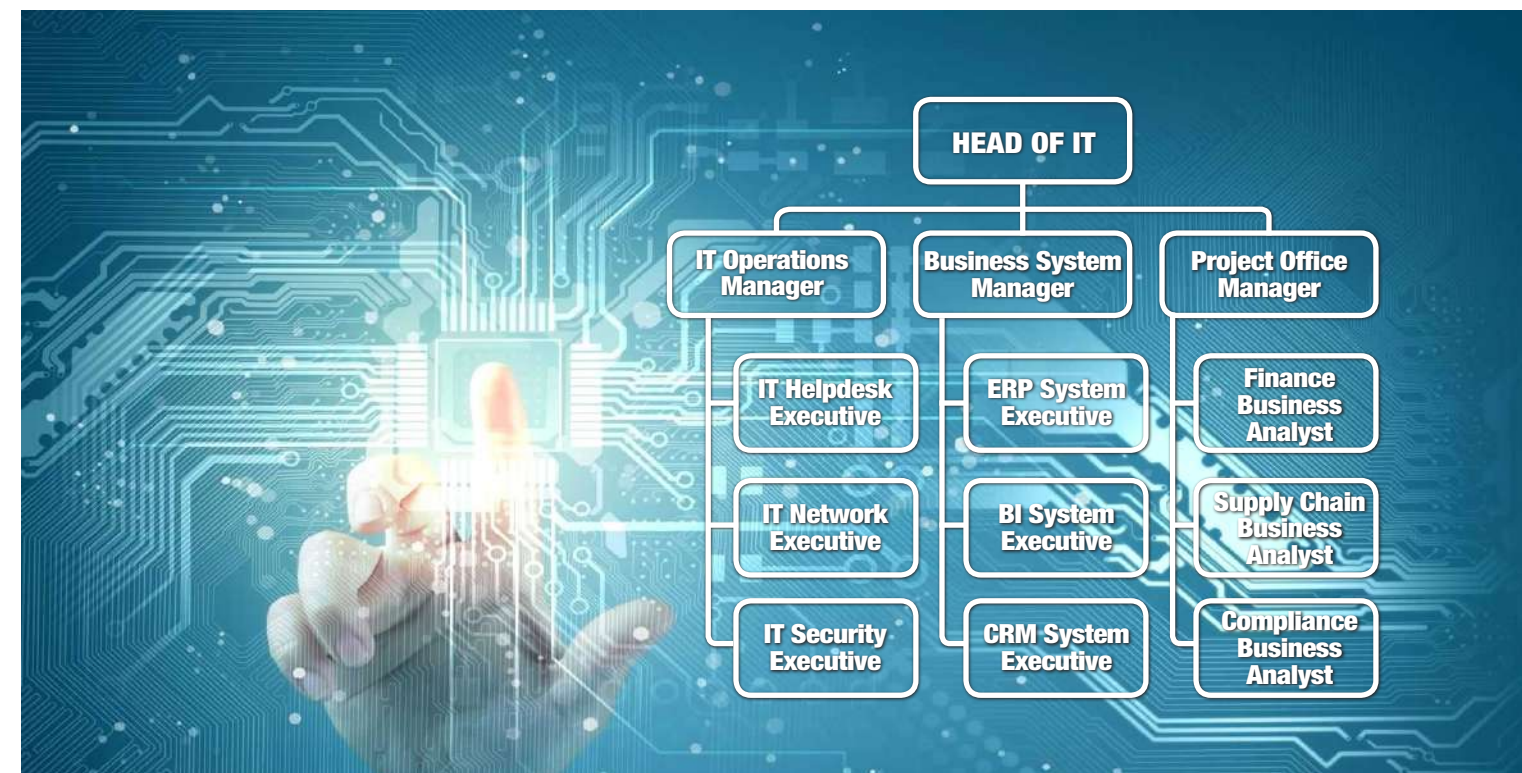 HEAD OF IT
IT Operations
Manager
Business System
Manager
Project Office
Manager
IT Helpdesk
Executive
ERP System
Executive
Finance
Business
Analyst
IT Network
Executive
BI System
Executive
Supply Chain
Business
Analyst
IT Security
Executive
CRM System
Executive
Compliance
Business
Analyst